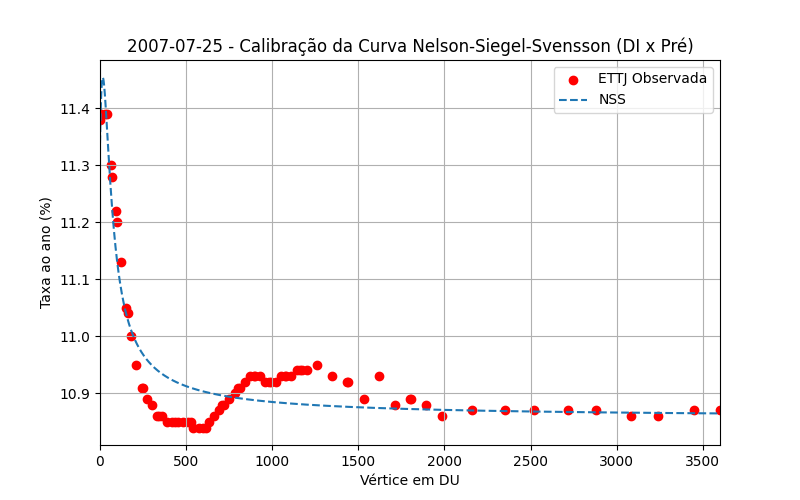 2007-07-25 - Calibração da Curva Nelson-Siegel-Svensson (DI x Pré)
ETTJ Observada
NSS
Taxa ao ano (%)
11.4
11.3
11.2
11.1
11.0
10.9
0
500
1000
1500
2000
2500
3000
3500
Vértice em DU